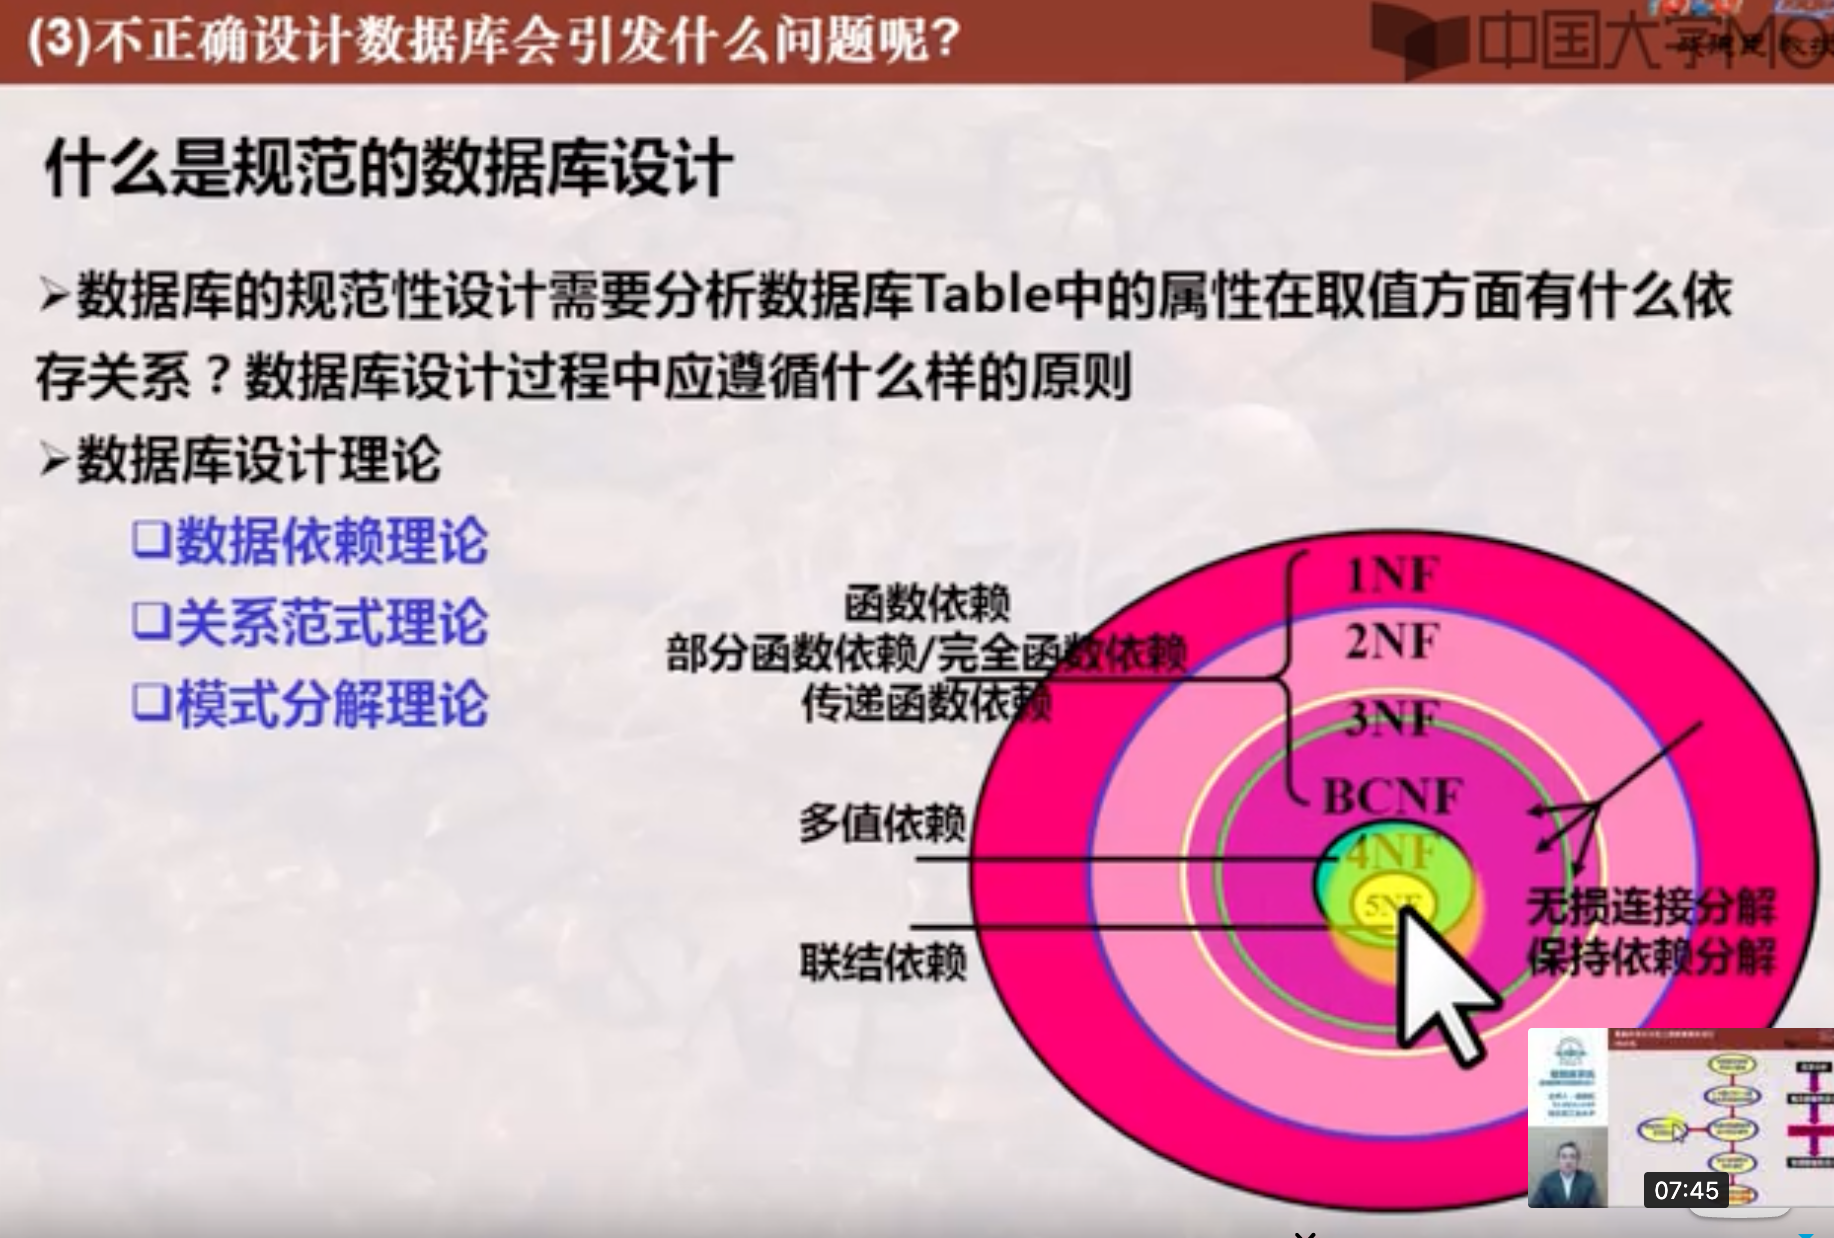 (3)不正确设计数据库会引发什么问题呢?
中国大学MO
什么是规范的数据库设计
➢数据库的规范性设计需要分析数据库Table中的属性在取值方面有什么依
存关系？数据库设计过程中应遵循什么样的原则
➢数据库设计理论
❑数据依赖理论
❑关系范式理论
❑模式分解理论
函数依赖
部分函数依赖/完全函数依赖
传递函数依赖
多值依赖
联结依赖
1NF
2NF
3NF
BCNF
4NF
5NF
无损连接分解
保持依赖分解
07:45